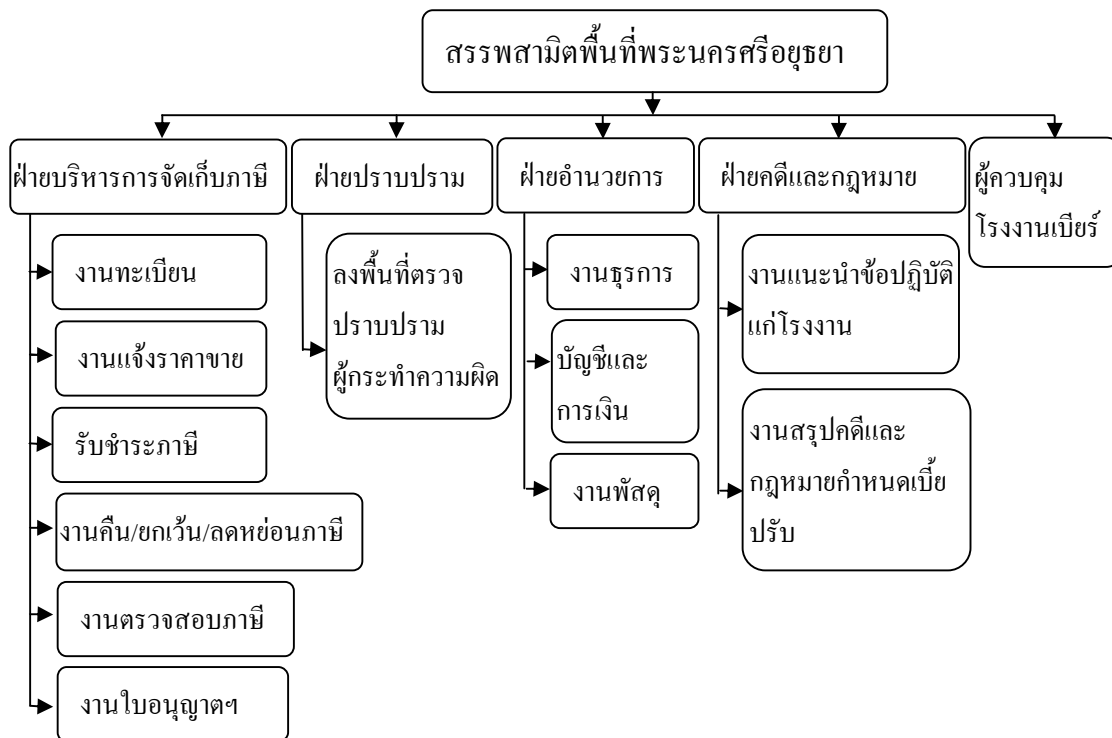 สรรพสามิตพื้นที่พระนครศรีอยุธยา
ฝ่ายบริหารการจัดเก็บภาษี
งานทะเบียน
งานแจ้งราคาขาย
รับชำระภาษี
งานคืน/ยกเว้น/ลดหย่อนภาษี
งานตรวจสอบภาษี
งานใบอนุญาตฯ
ฝ่ายปราบปราม
ลงพื้นที่ตรวจ
ปราบปราม
ผู้กระทำความผิด
ฝ่ายอำนวยการ
งานธุรการ
บัญชีและ
การเงิน
งานพัสดุ
ฝ่ายคดีและกฎหมาย
งานแนะนำข้อปฏิบัติ
แก่โรงงาน
งานสรุปคดีและ
กฎหมายกำหนดเบี้ย
ปรับ
ผู้ควบคุม
โรงงานเบียร์